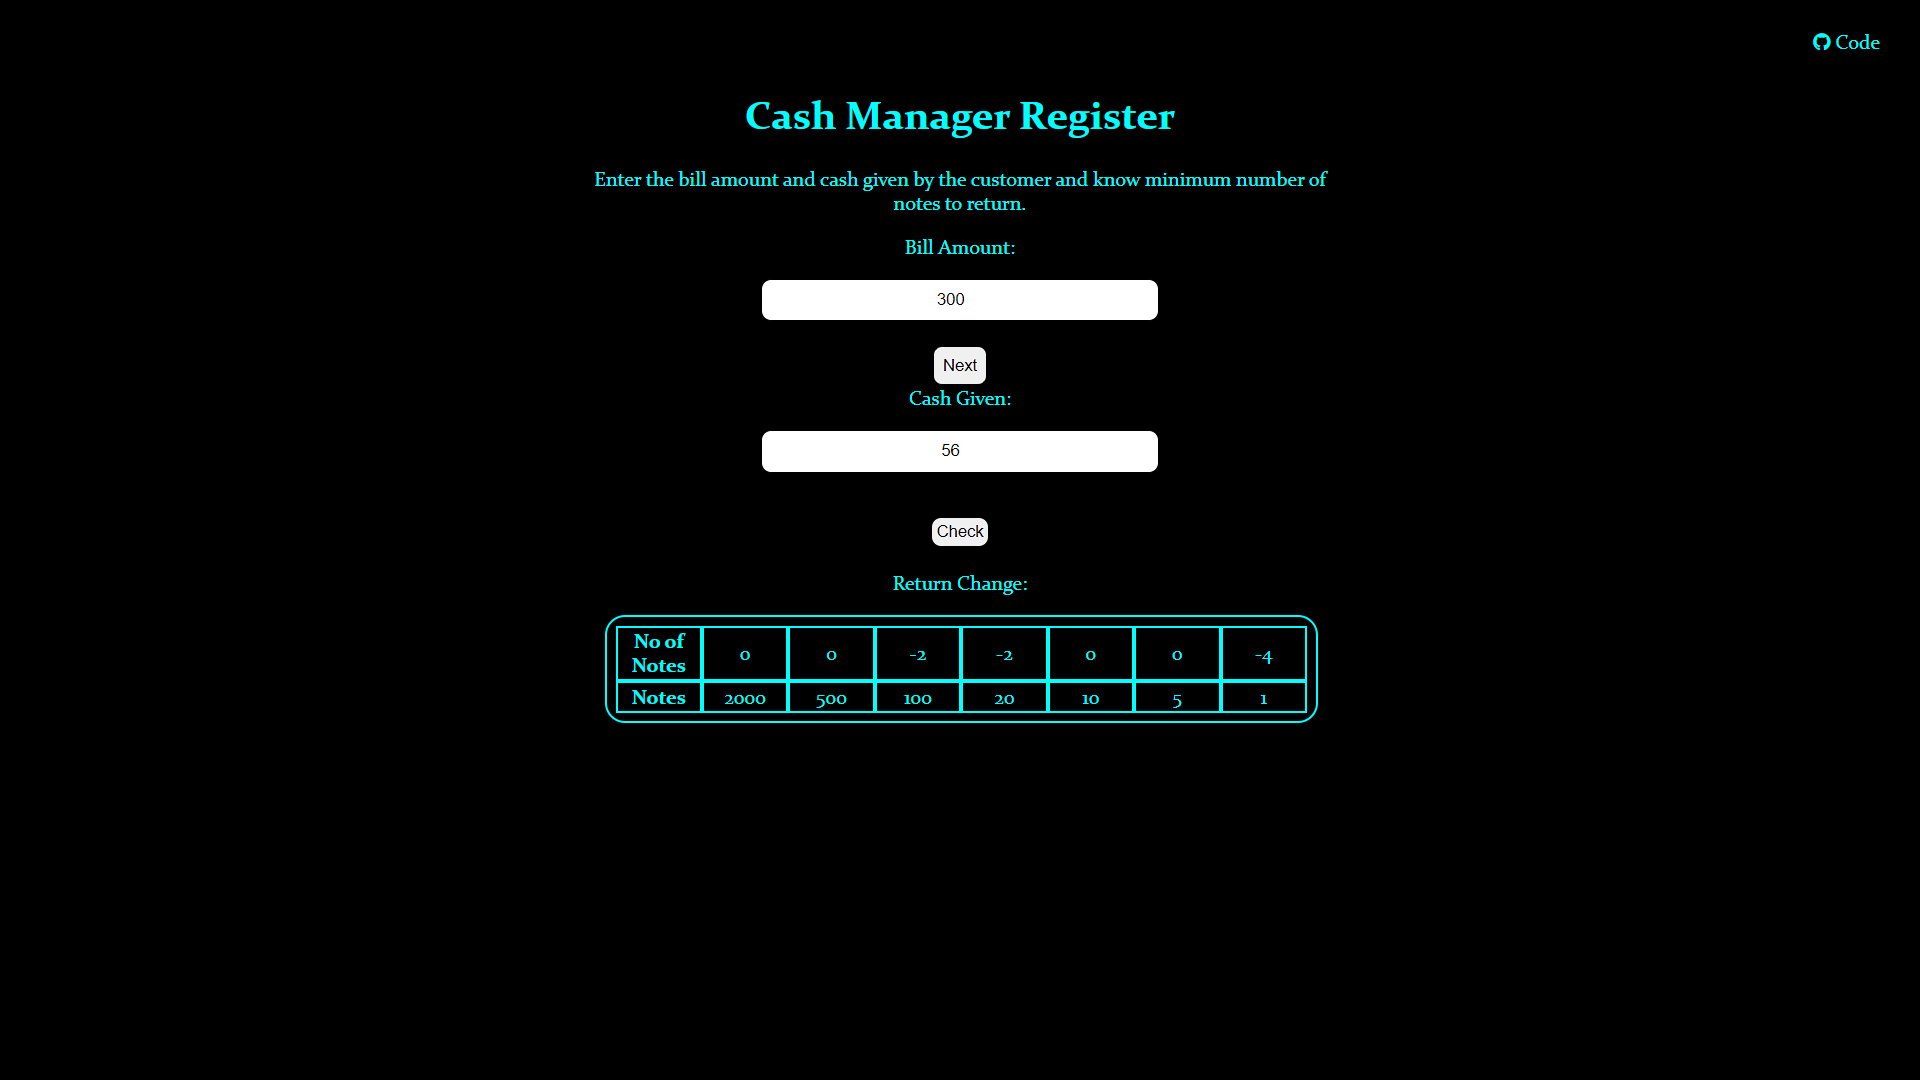 Code
Cash Manager Register
Enter the bill amount and cash given by the customer and know minimum number of
notes to return.
Bill Amount:
300
Next
Cash Given:
56
Check
Return Change:
No of Notes 0 0 -2 -2 0 0 -4
Notes 2000 500 100 20 10 5 1